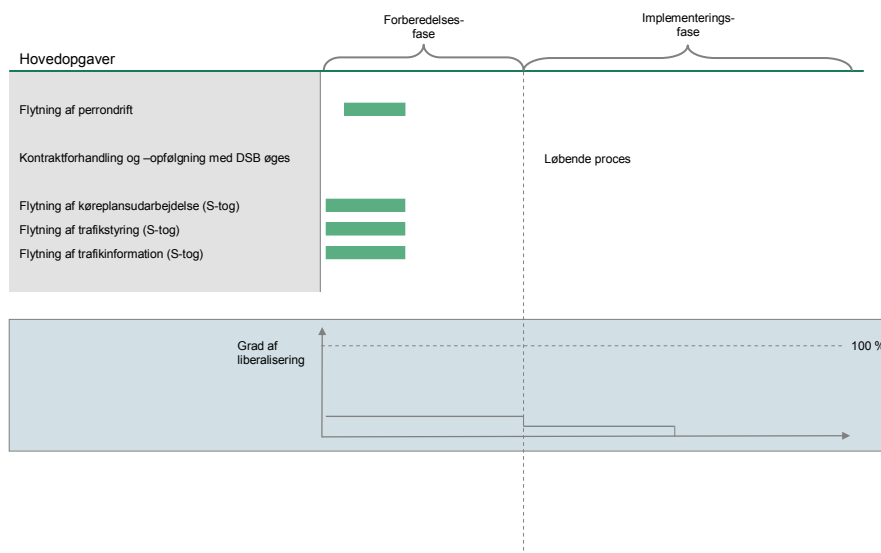 Forberedelses-
fase
Implementerings-
fase
Hovedopgaver
Flytning af perrondrift
Kontraktforhandling og –opfølgning med DSB øges
Løbende proces
Flytning af køreplansudarbejdelse (S-tog)
Flytning af trafikstyring (S-tog)
Flytning af trafikinformation (S-tog)
Grad af
liberalisering
100 %